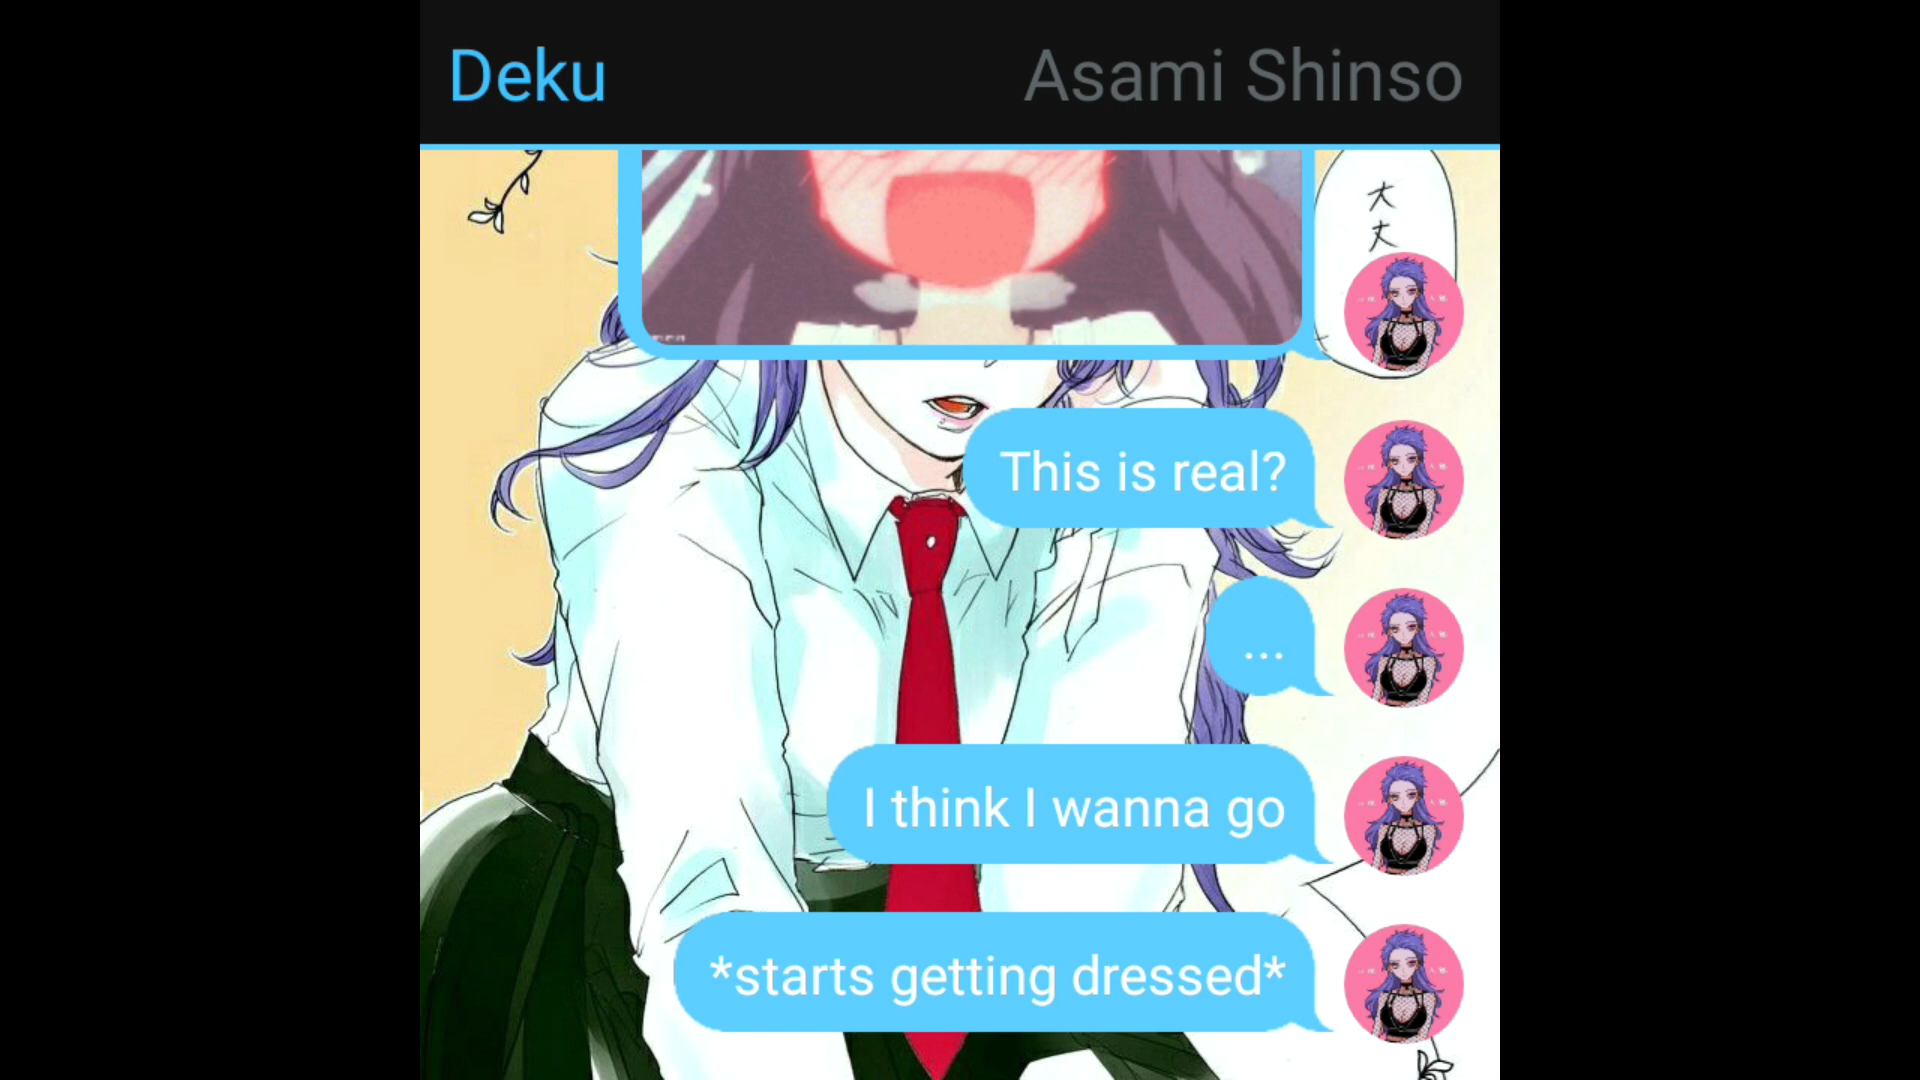 Deku
Asami Shinso
大
丈
This is real?
...
I think I wanna go
*starts getting dressed*